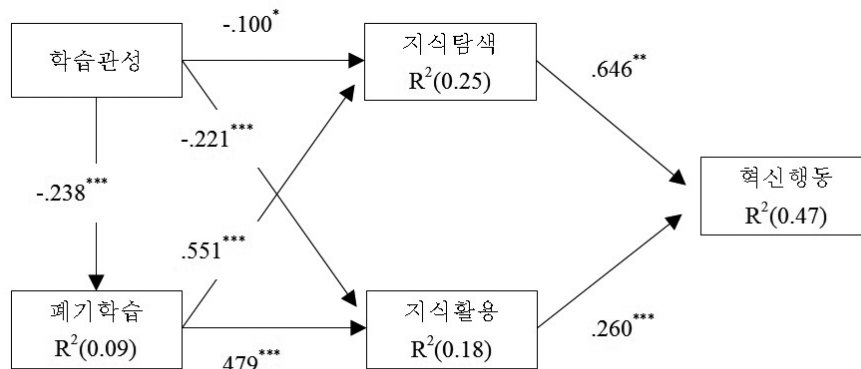 -.100*
학습관성
지식탐색
R²(0.25)
.646**
-.221***
-.238***
혁신행동
R²(0.47)
.551***
폐기학습
R²(0.09)
지식활용
R²(0.18)
.260***
.479***